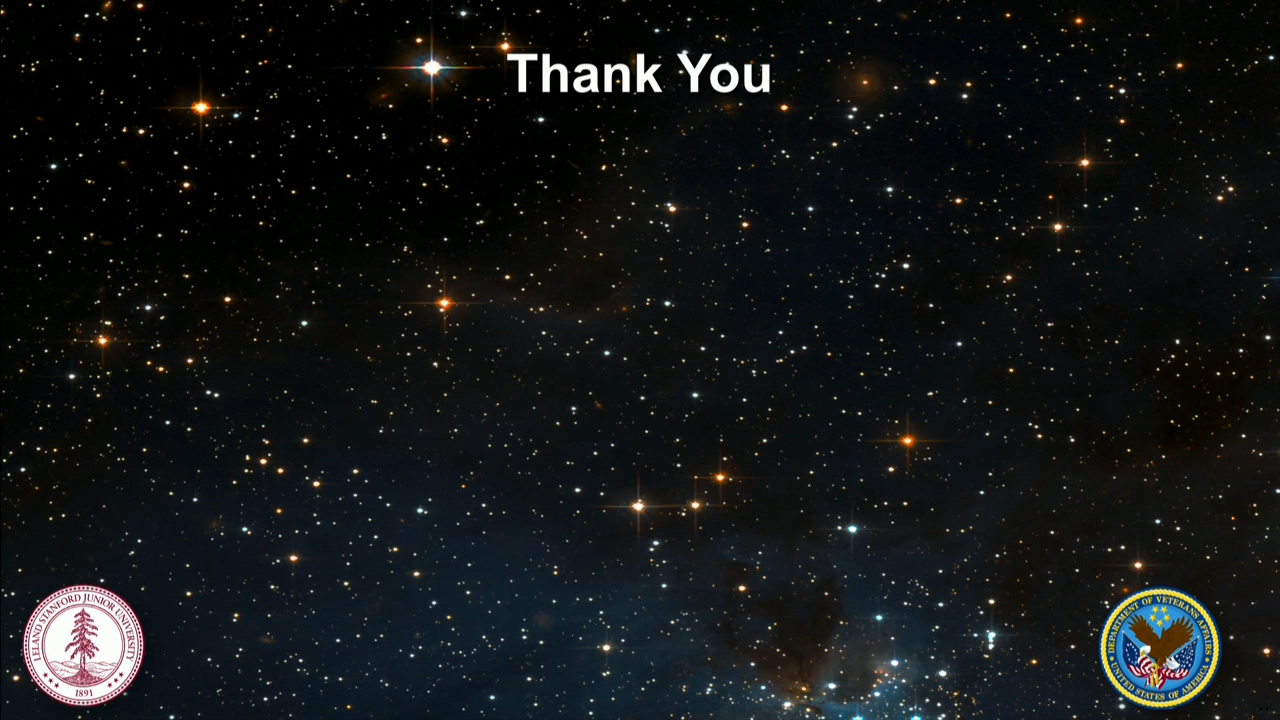 Thank You
LELAND STANFORD JUNIOR UNIVERSITY
1891
DEPARTMENT OF VETERANS AFFAIRS
UNITED STATES OF AMERICA